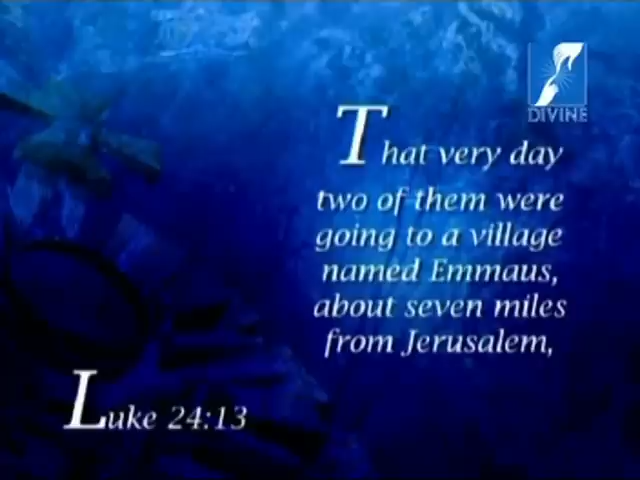 DIVINE
That very day
two of them were
going to a village
named Emmaus,
about seven miles
from Jerusalem,
Luke 24:13